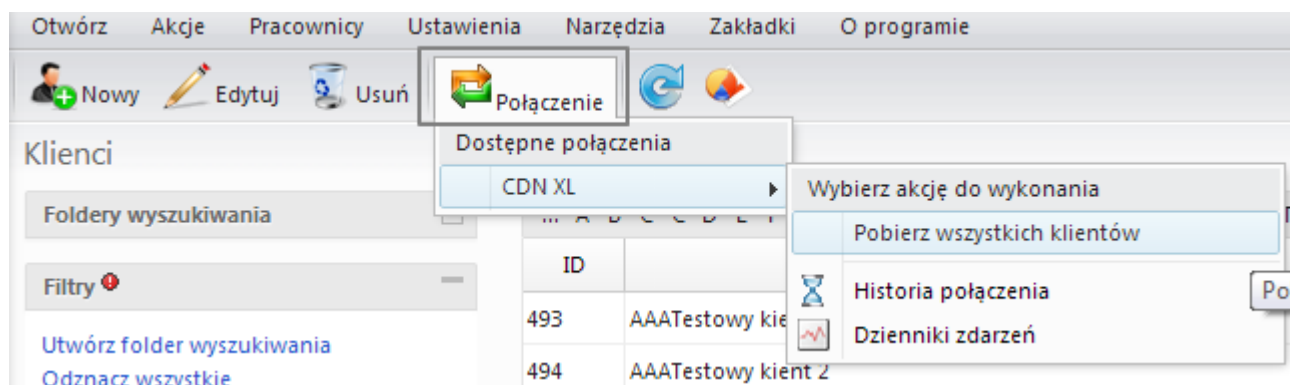 Otwórz Akcje Pracownicy Ustawienia Narzędzia Zakładki O programie
Nowy Edytuj Usuń Połączenie
Klienci
Dostępne połączenia
CDN XL
Wybierz akcję do wykonania
Foldery wyszukiwania
Pobierz wszystkich klientów
Filtry
ID
Historia połączenia
Po
493 AAATestowy kie
Dzienniki zdarzeń
Utwórz folder wyszukiwania
494 AAATestowy kient 2
Odznacz wszystkie